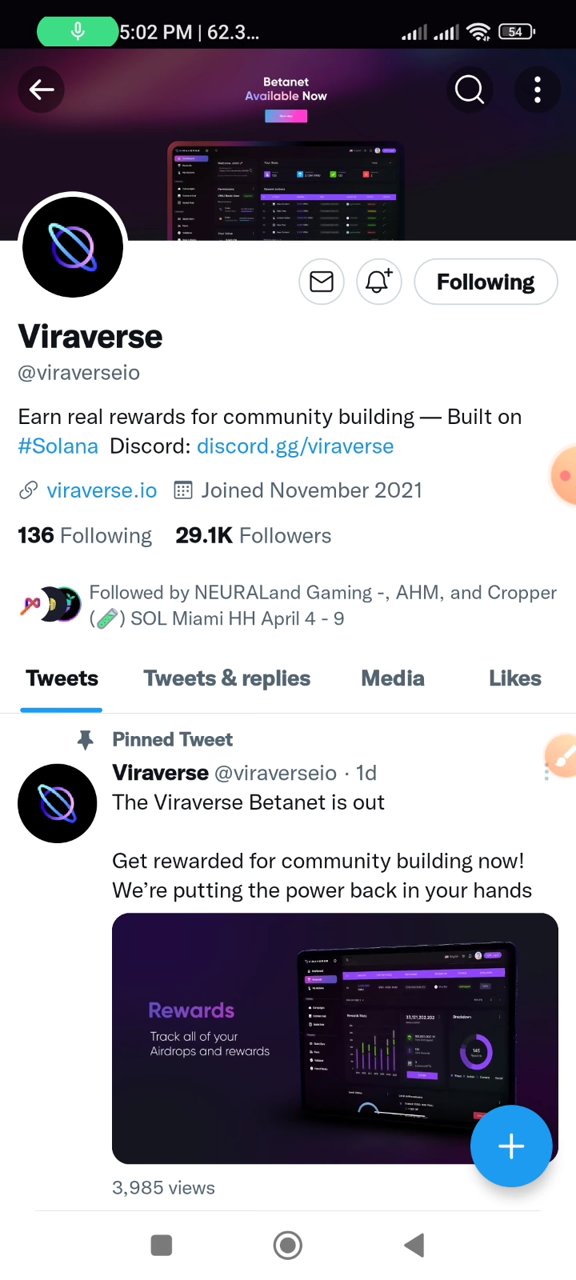 5:02 PM | 62.3...
54
Betanet
Available Now
Following
Viraverse
@viraverseio
Earn real rewards for community building — Built on
#Solana Discord: discord.gg/viraverse
viraverse.io Joined November 2021
136 Following 29.1K Followers
Followed by NEURALand Gaming -, AHM, and Cropper
(🧪) SOL Miami HH April 4 - 9
Tweets Tweets & replies Media Likes
Pinned Tweet
Viraverse @viraverseio · 1d
The Viraverse Betanet is out
Get rewarded for community building now!
We’re putting the power back in your hands
Rewards
Track all of your
Airdrops and rewards
3,985 views